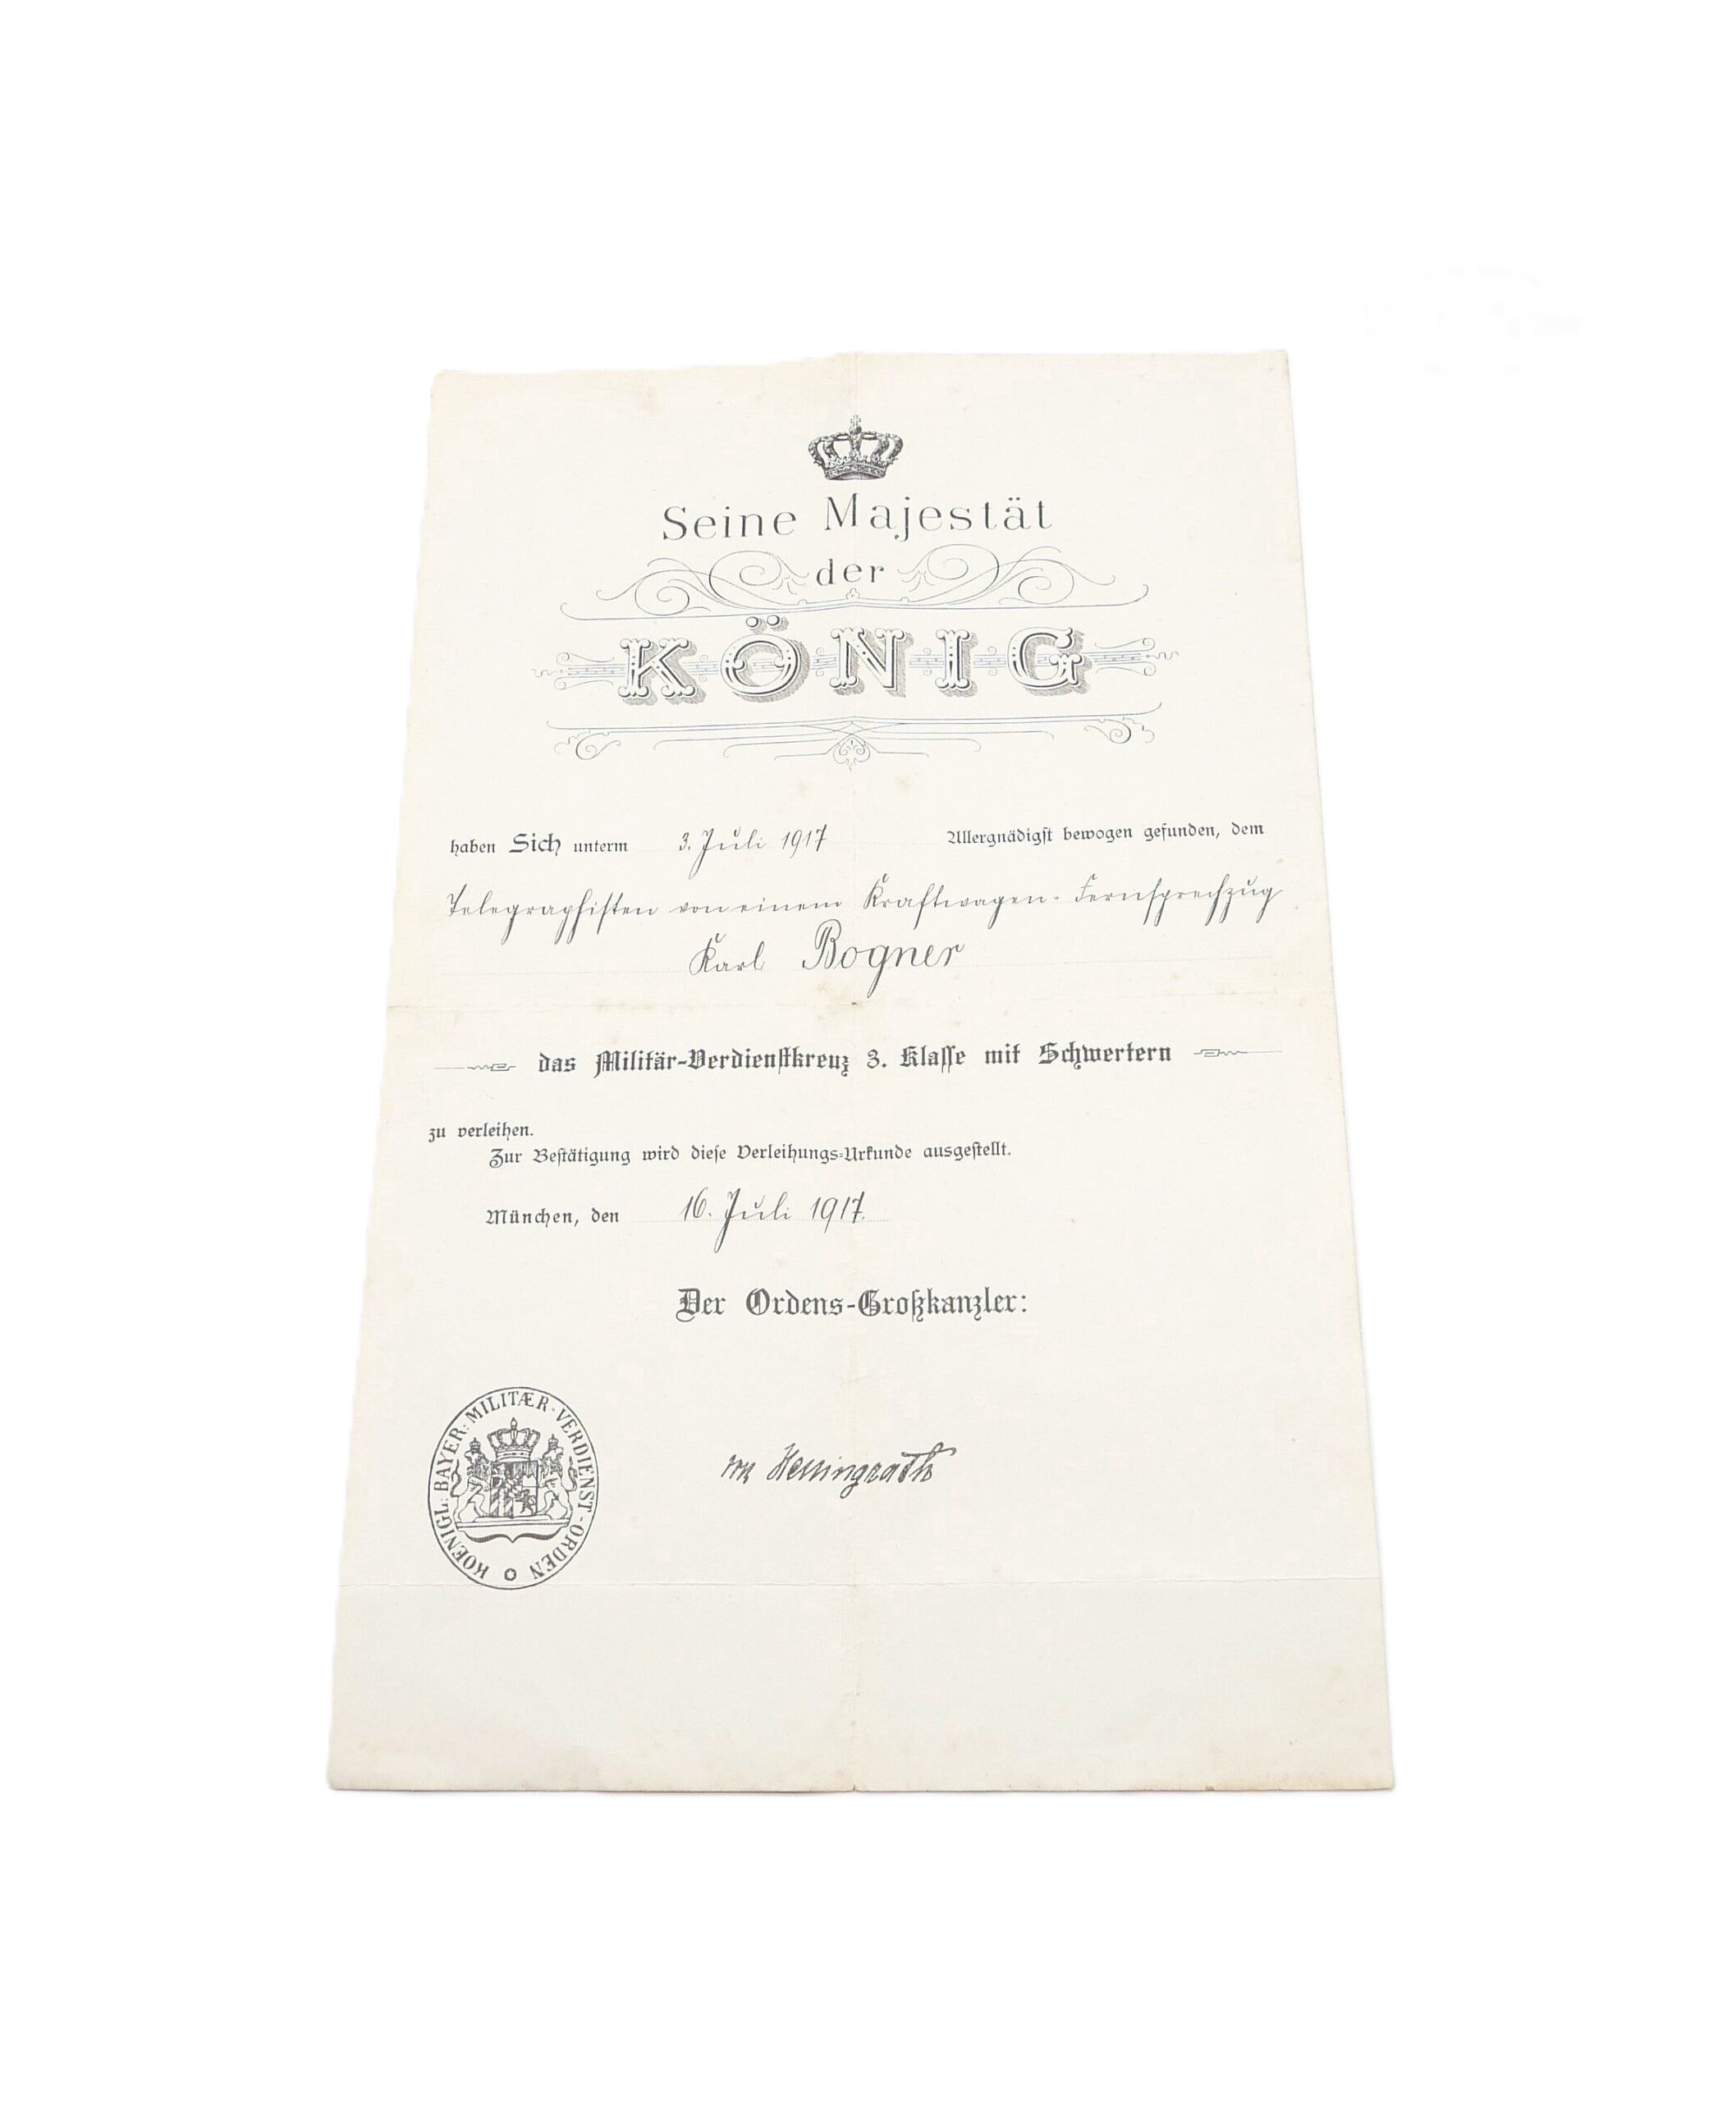 Seine Majestät
der
KÖNIG
haben Sich unterm 3. Juli 1917 Allergnädigst bewogen gefunden, dem
Telegraphisten von einem Kraftwagen-Fernsprechzug
Karl Bogner
das Militär-Verdienstkreuz 3. Klasse mit Schwertern
zu verleihen.
Zur Bestätigung wird diese Verleihungs-Urkunde ausgestellt.
München, den 16. Juli 1917.
Der Ordens-Großkanzler:
KOENIGL: BAYER: MILITÆR-VERDIENST-ORDEN